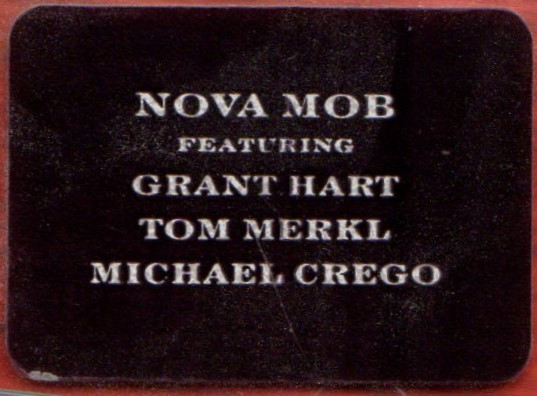 NOVA MOB
FEATURING
GRANT HART
TOM MERKL
MICHAEL CREGO